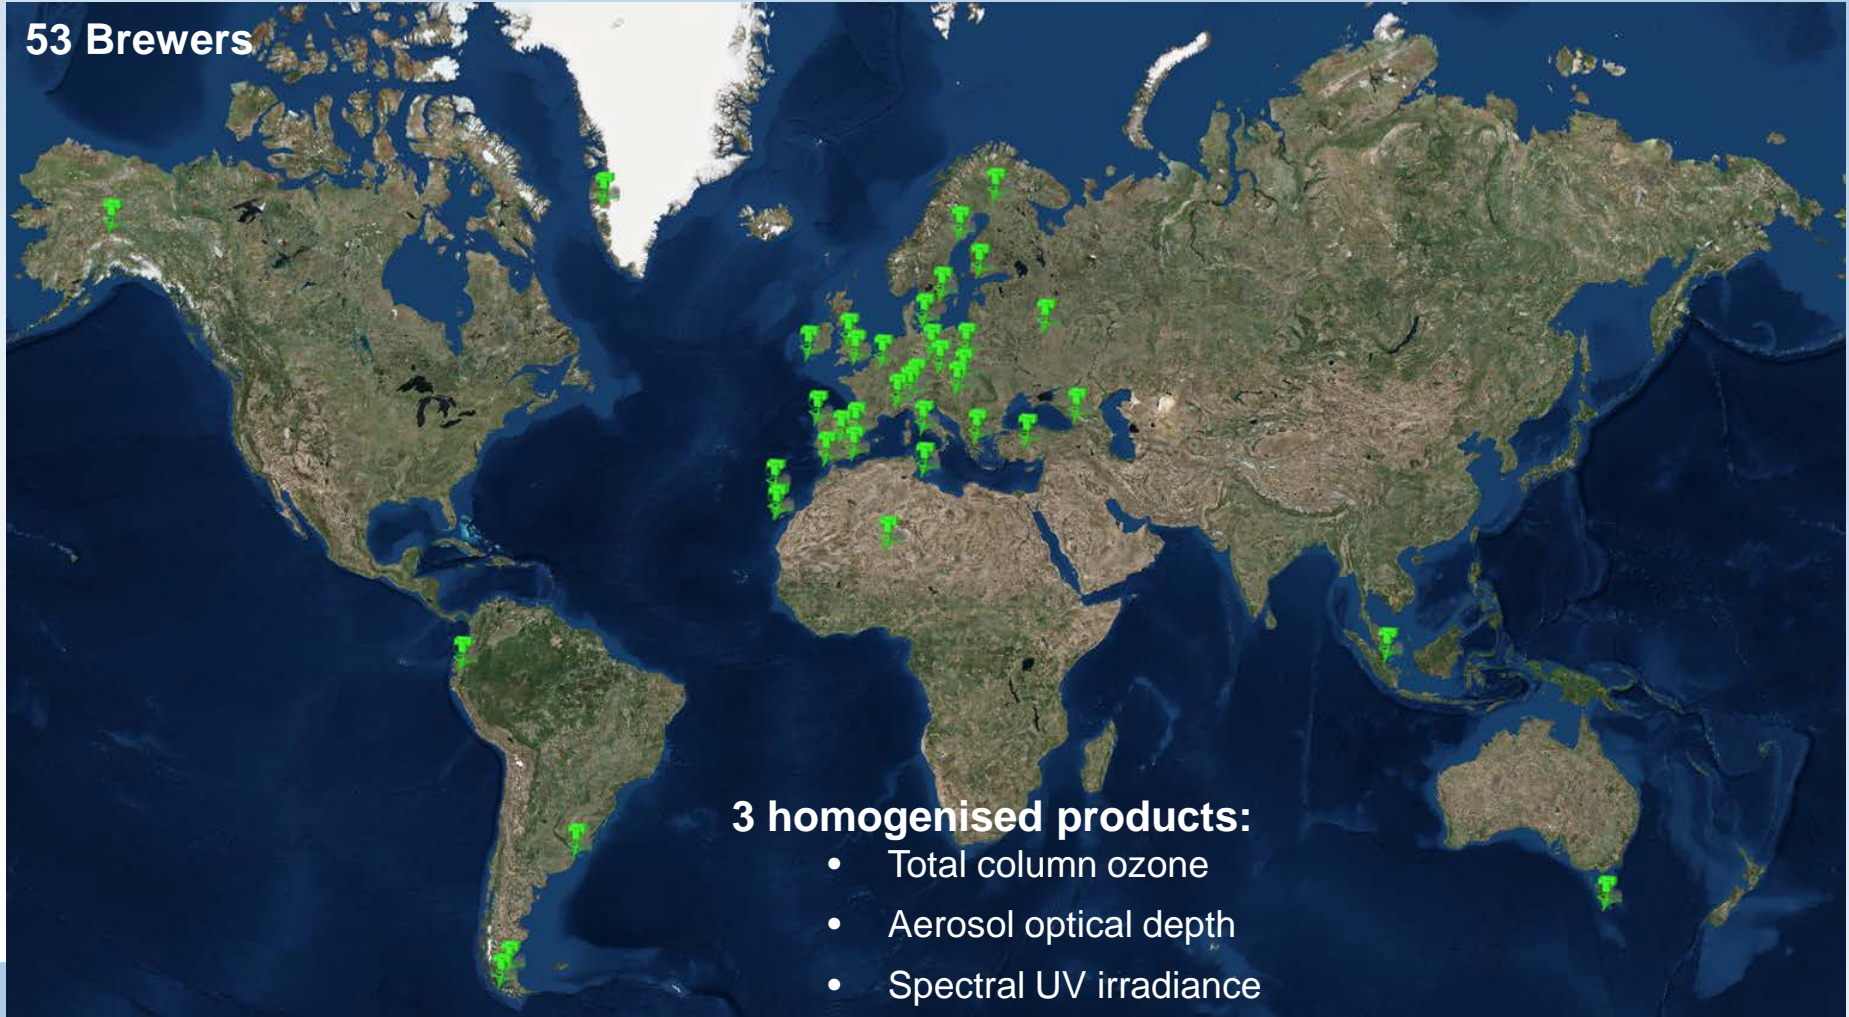 53 Brewers
3 homogenised products:
• Total column ozone
• Aerosol optical depth
• Spectral UV irradiance